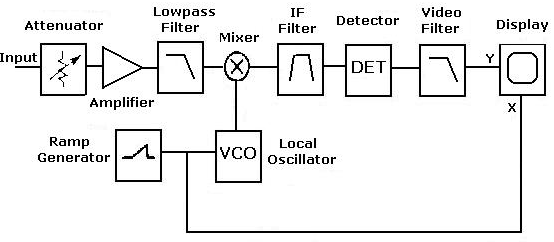 Input
Attenuator
Amplifier
Lowpass
Filter
Mixer
IF
Filter
Detector
DET
Video
Filter
Y
Display
X
Ramp
Generator
VCO
Local
Oscillator